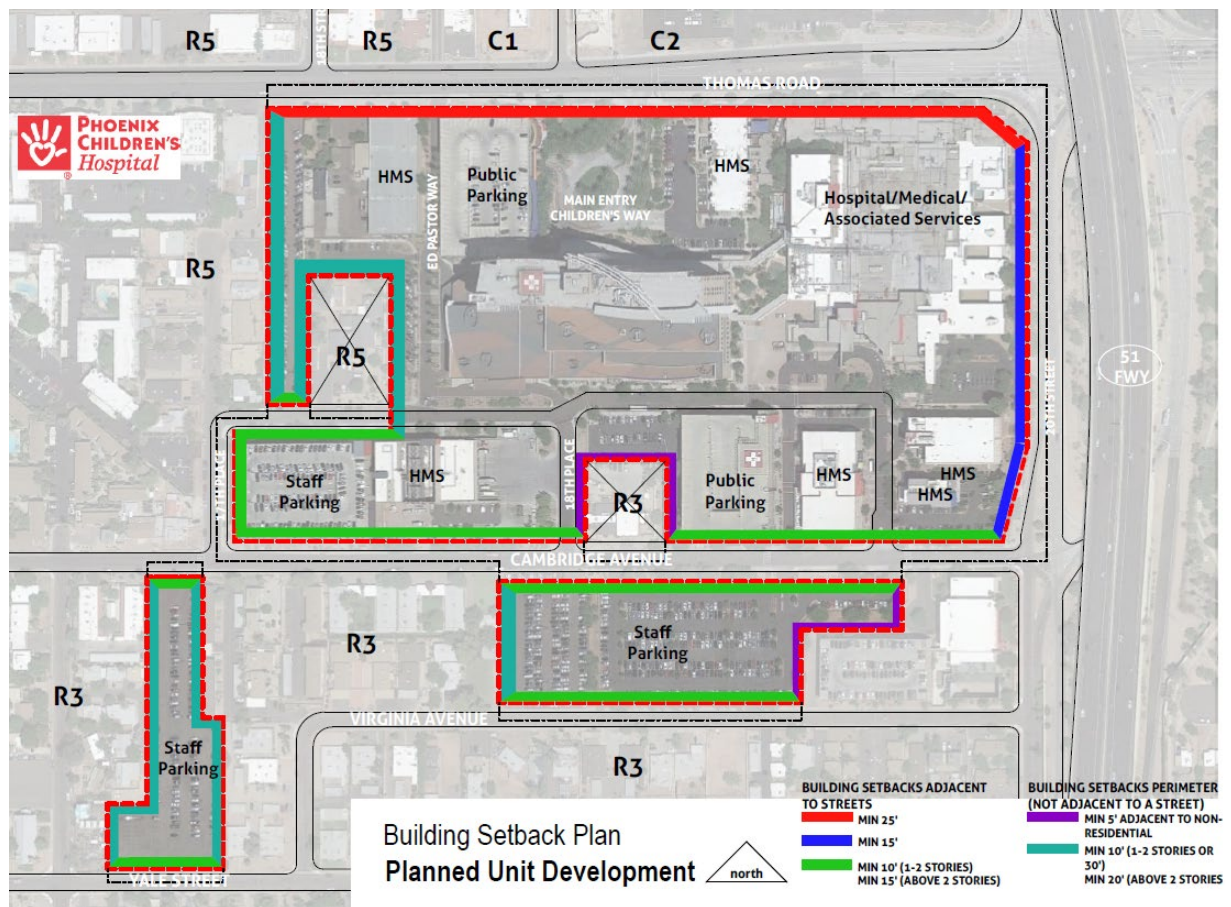 R5
R5
C1
C2
THOMAS ROAD
PHOENIX
CHILDREN'S
Hospital
®
HMS
Public
Parking
HMS
Hospital/Medical/
Associated Services
MAIN ENTRY
CHILDREN'S WAY
ED PASTOR WAY
R5
R5
51
FWY
17TH PLACE
Staff
Parking
HMS
18TH PLACE
R3
Public
Parking
HMS
HMS
HMS
CAMBRIDGE AVENUE
R3
R3
Staff
Parking
VIRGINIA AVENUE
Staff
Parking
R3
YALE STREET
Building Setback Plan
Planned Unit Development
north
BUILDING SETBACKS ADJACENT
TO STREETS
MIN 25'
MIN 15'
MIN 10' (1-2 STORIES)
MIN 15' (ABOVE 2 STORIES)
BUILDING SETBACKS PERIMETER
(NOT ADJACENT TO A STREET)
MIN 5' ADJACENT TO NON-
RESIDENTIAL
MIN 10' (1-2 STORIES OR
30')
MIN 20' (ABOVE 2 STORIES